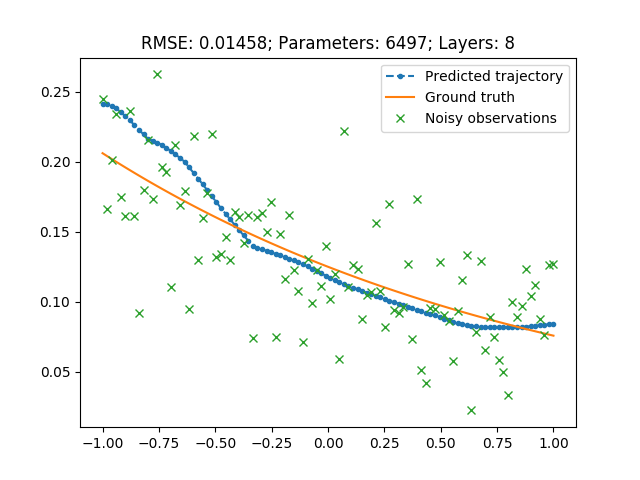 RMSE: 0.01458; Parameters: 6497; Layers: 8
Predicted trajectory
Ground truth
Noisy observations
0.25
0.20
0.15
0.10
0.05
−1.00 −0.75 −0.50 −0.25 0.00 0.25 0.50 0.75 1.00